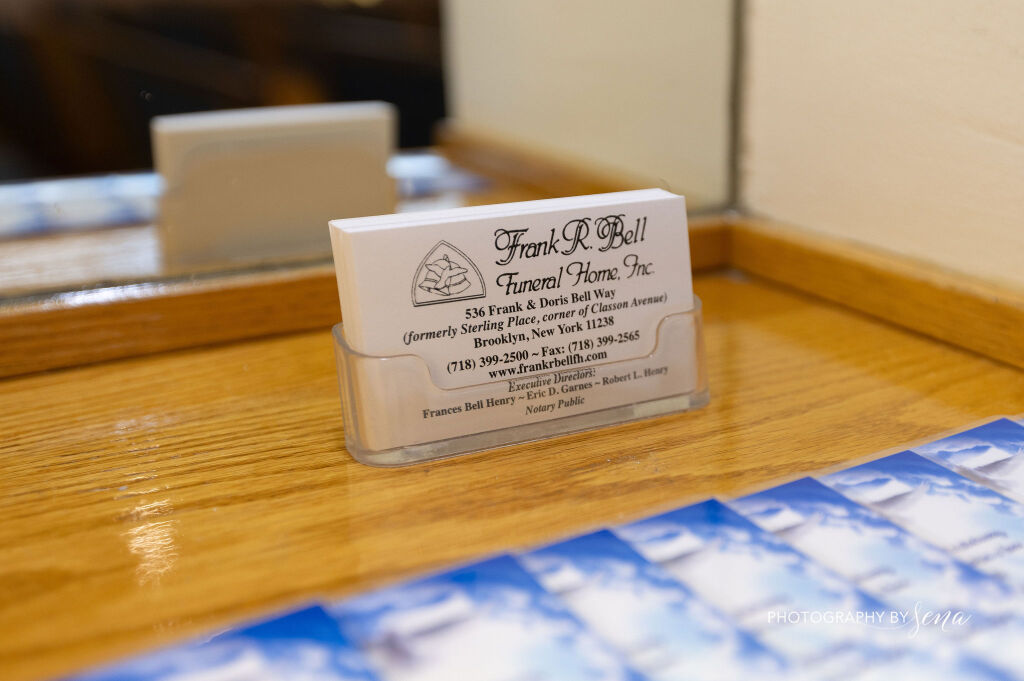 Frank R. Bell
Funeral Home, Inc.
536 Frank & Doris Bell Way
(formerly Sterling Place, corner of Classon Avenue)
Brooklyn, New York 11238
(718) 399-2500 ~ Fax: (718) 399-2565
www.frankrbellfh.com
Executive Directors:
Frances Bell Henry ~ Eric D. Garnes ~ Robert L. Henry
Notary Public
PHOTOGRAPHY BY Sena